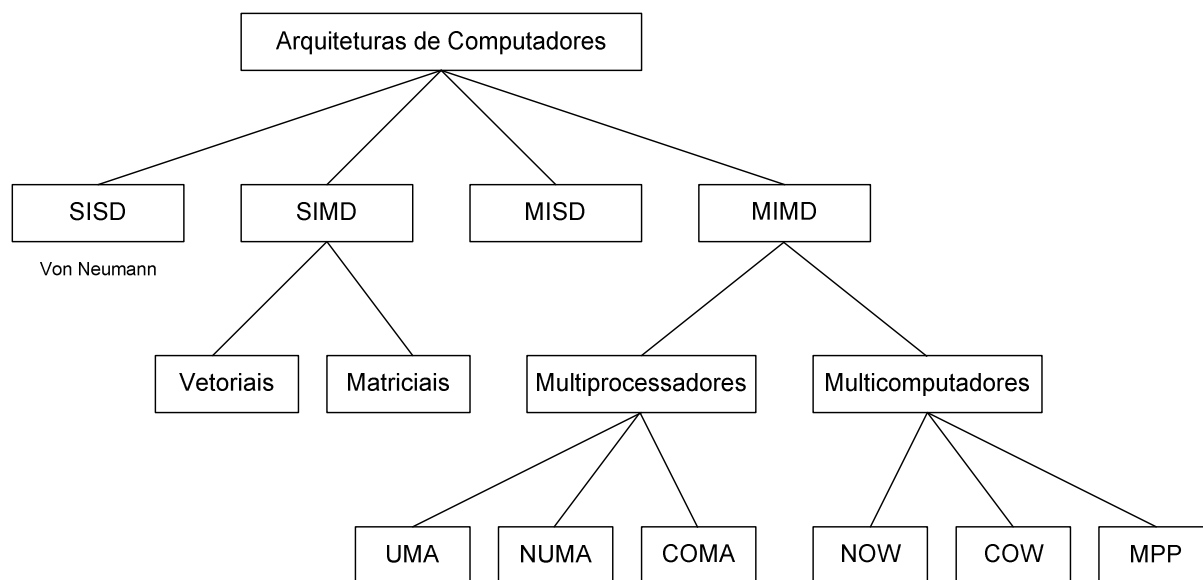 Arquiteturas de Computadores
SISD
SIMD
MISD
MIMD
Von Neumann
Vetoriais
Matriciais
Multiprocessadores
Multicomputadores
UMA
NUMA
COMA
NOW
COW
MPP